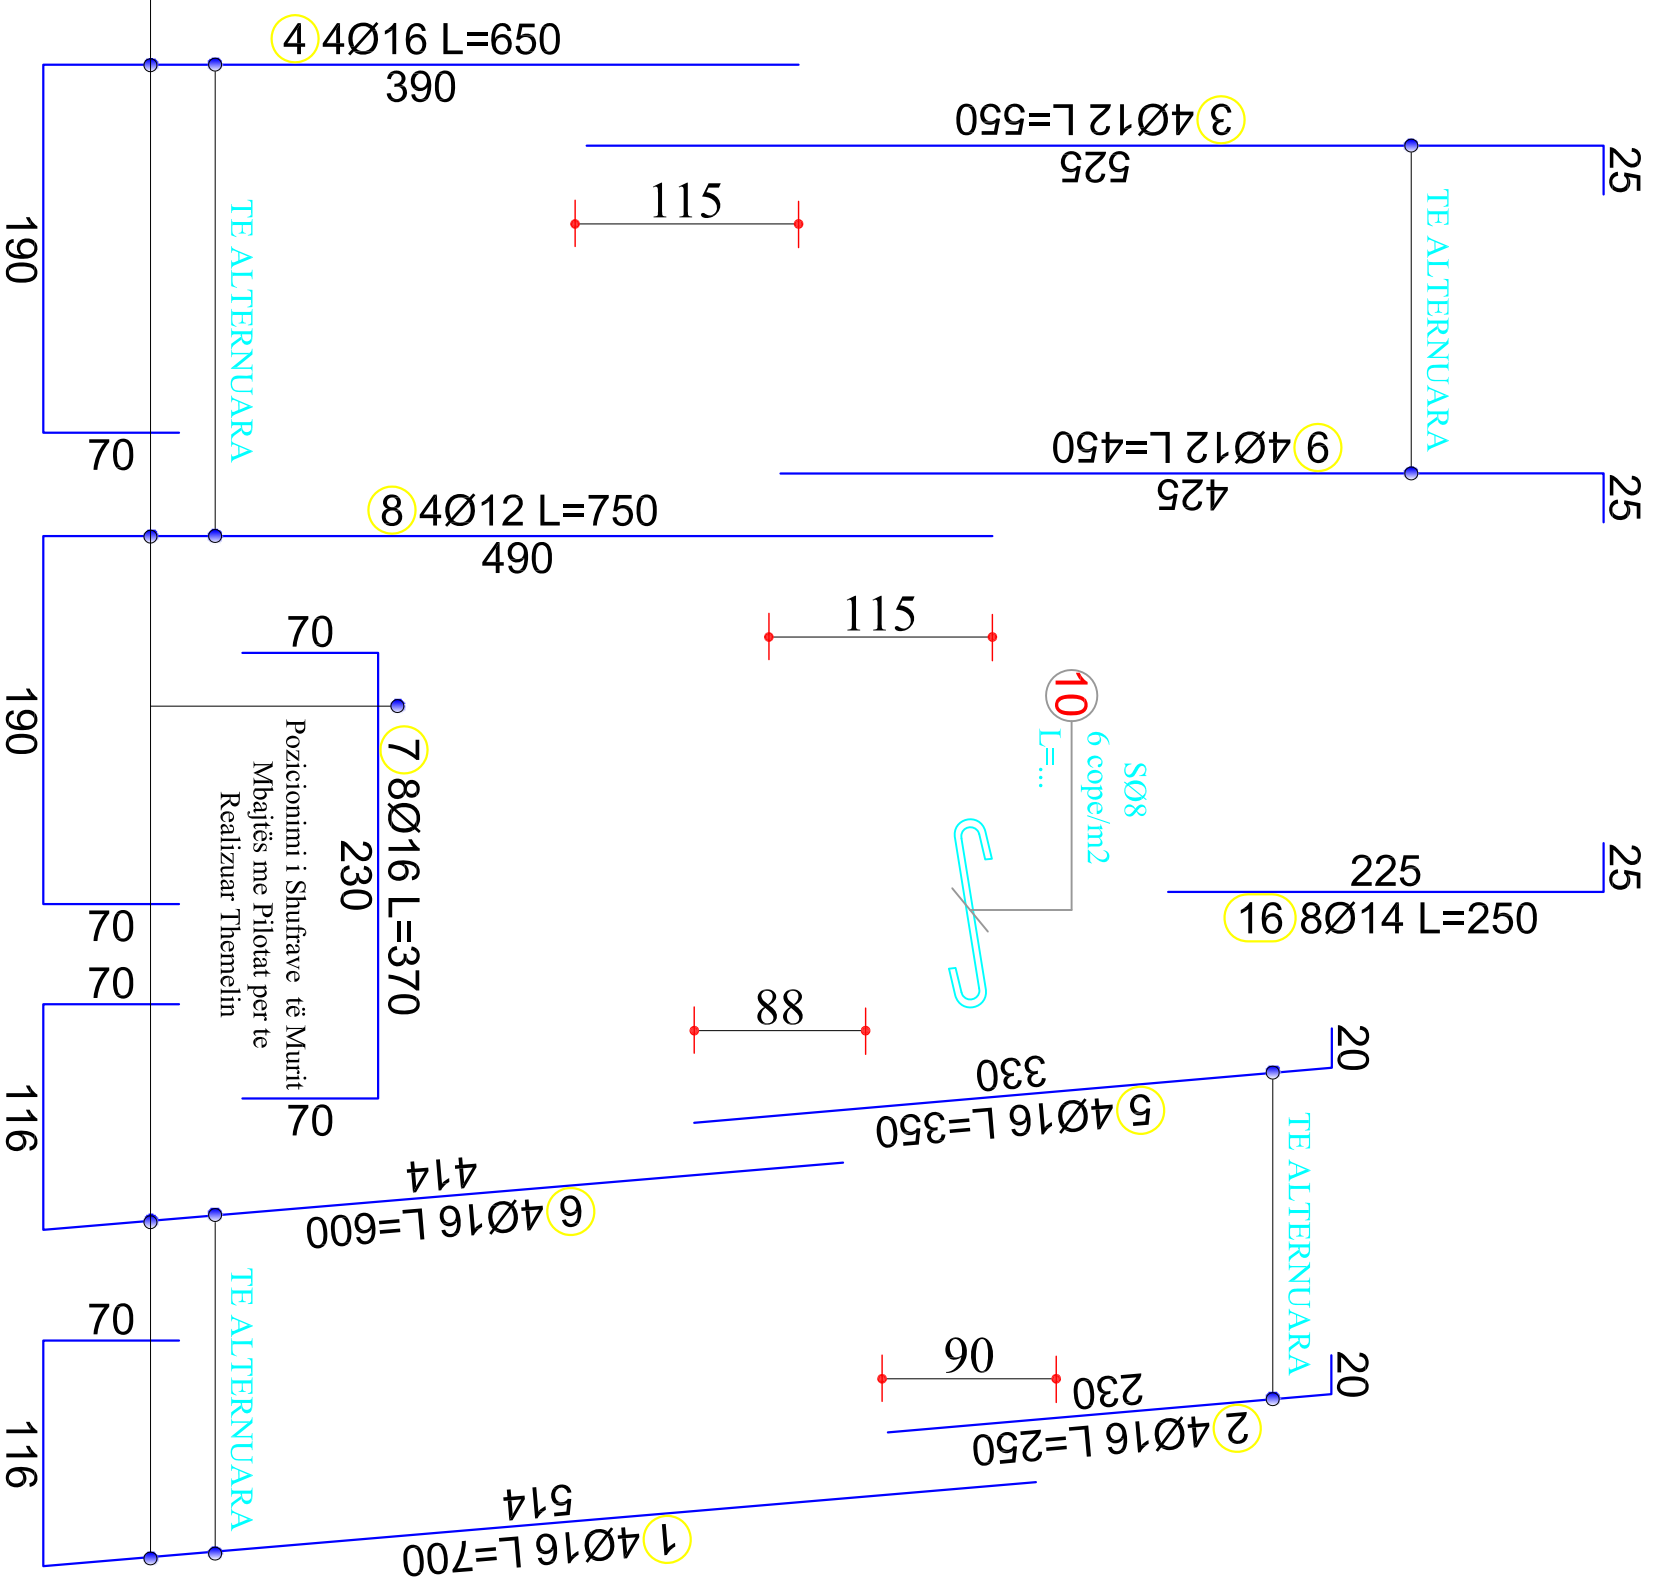 4 4Ø16 L=650
390
190
70
TE ALTERNUARA
3 4Ø12 L=550
525
25
115
TE ALTERNUARA
9 4Ø12 L=450
425
25
8 4Ø12 L=750
490
190
70
115
70
7 8Ø16 L=370
230
70
Pozicionimi i Shufrave të Murit
Mbajtës me Pilotat per te
Realizuar Themelin
10
SØ8
6 cope/m2
L=...
25
225
16 8Ø14 L=250
88
20
330
5 4Ø16 L=350
TE ALTERNUARA
70
116
414
6 4Ø16 L=600
TE ALTERNUARA
90
20
230
2 4Ø16 L=250
70
116
514
1 4Ø16 L=700